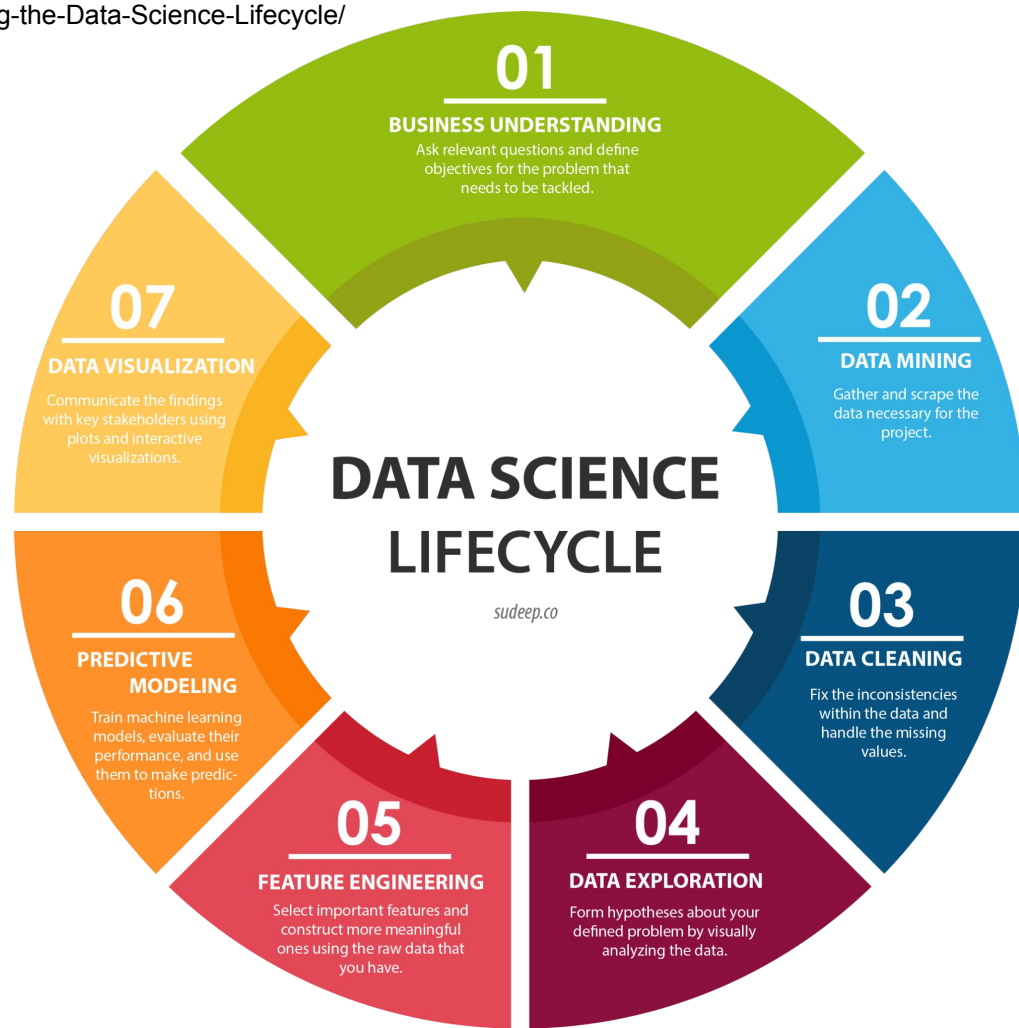 g-the-Data-Science-Lifecycle/
01
BUSINESS UNDERSTANDING
Ask relevant questions and define
objectives for the problem that
needs to be tackled.
02
DATA MINING
Gather and scrape the
data necessary for the
project.
03
DATA CLEANING
Fix the inconsistencies
within the data and
handle the missing
values.
04
DATA EXPLORATION
Form hypotheses about your
defined problem by visually
analyzing the data.
05
FEATURE ENGINEERING
Select important features and
construct more meaningful
ones using the raw data that
you have.
06
PREDICTIVE
MODELING
Train machine learning
models, evaluate their
performance, and use
them to make predic-
tions.
07
DATA VISUALIZATION
Communicate the findings
with key stakeholders using
plots and interactive
visualizations.
DATA SCIENCE
LIFECYCLE
sudeep.co